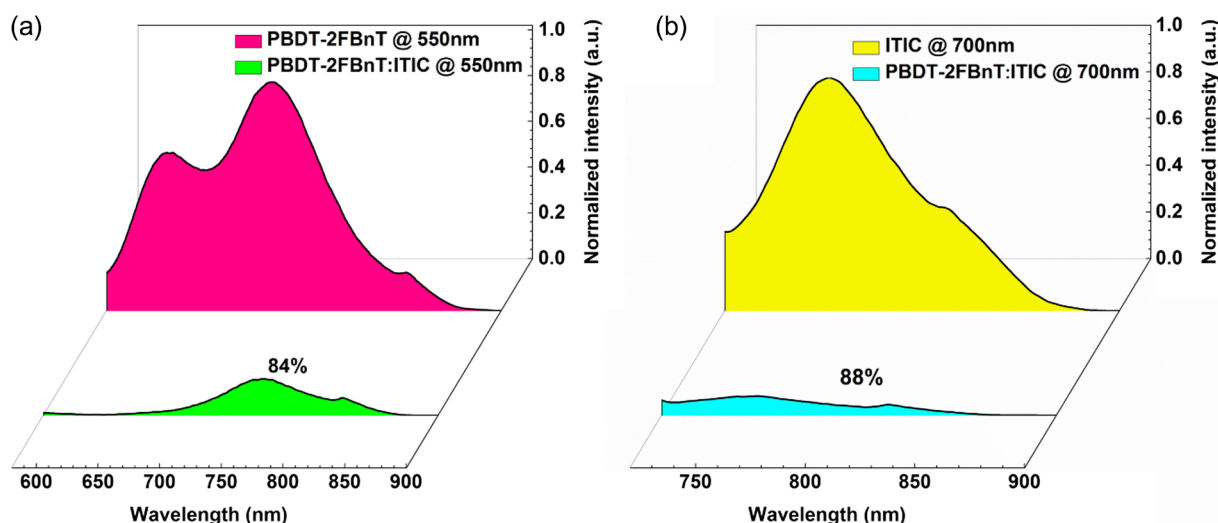 (a)
PBDT-2FBnT @ 550nm
PBDT-2FBnT:ITIC @ 550nm
1.0
0.8
0.6
0.4
0.2
0.0
Normalized intensity (a.u.)
84%
600 650 700 750 800 850 900
Wavelength (nm)
(b)
ITIC @ 700nm
PBDT-2FBnT:ITIC @ 700nm
1.0
0.8
0.6
0.4
0.2
0.0
Normalized intensity (a.u.)
88%
750 800 850 900
Wavelength (nm)